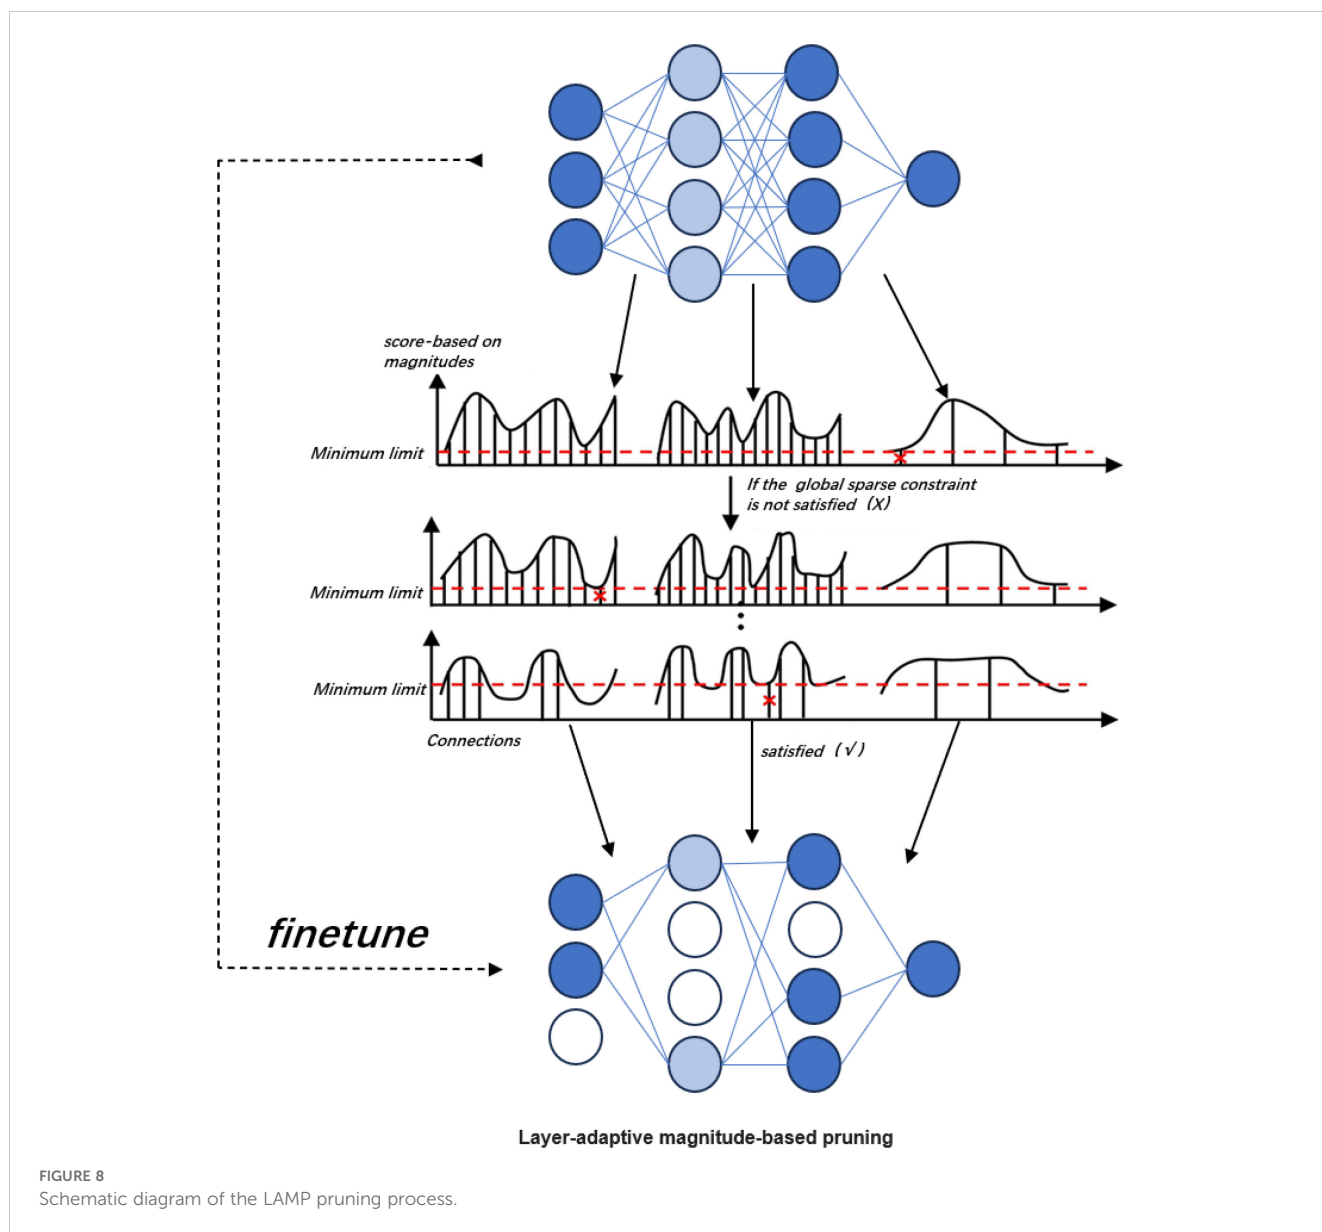 score-based on
magnitudes
Minimum limit
If the global sparse constraint
is not satisfied (X)
Minimum limit
Minimum limit
Connections
satisfied (√)
finetune
Layer-adaptive magnitude-based pruning
FIGURE 8
Schematic diagram of the LAMP pruning process.